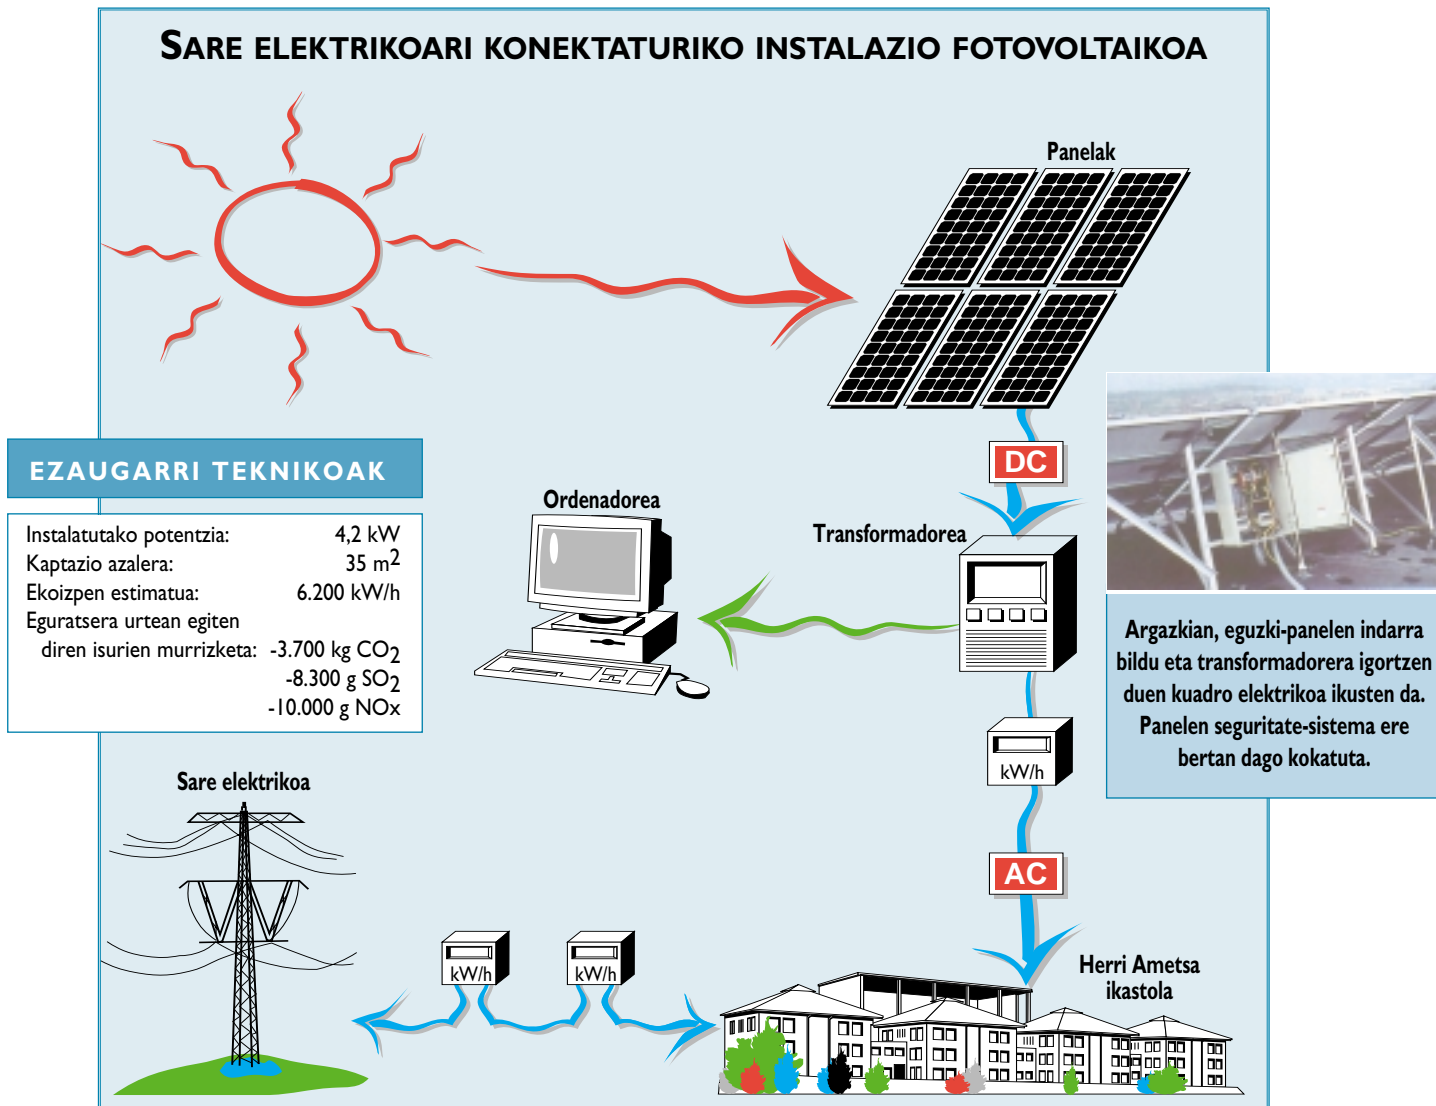 SARE ELEKTRIKOARI KONEKTATURIKO INSTALAZIO FOTOVOLTAIKOA
Panelak
DC
EZAUGARRI TEKNIKOAK
Instalatutako potentzia: 4,2 kW
Kaptazio azalera: 35 m2
Ekoizpen estimatua: 6.200 kW/h
Eguratsera urtean egiten
diren isurien murrizketa: -3.700 kg CO2
-8.300 g SO2
-10.000 g NOx
Ordenadorea
Transformadorea
Argazkian, eguzki-panelen indarra
bildu eta transformadorera igortzen
duen kuadro elektrikoa ikusten da.
Panelen seguritate-sistema ere
bertan dago kokatuta.
kW/h
AC
Sare elektrikoa
kW/h
kW/h
Herri Ametsa
ikastola